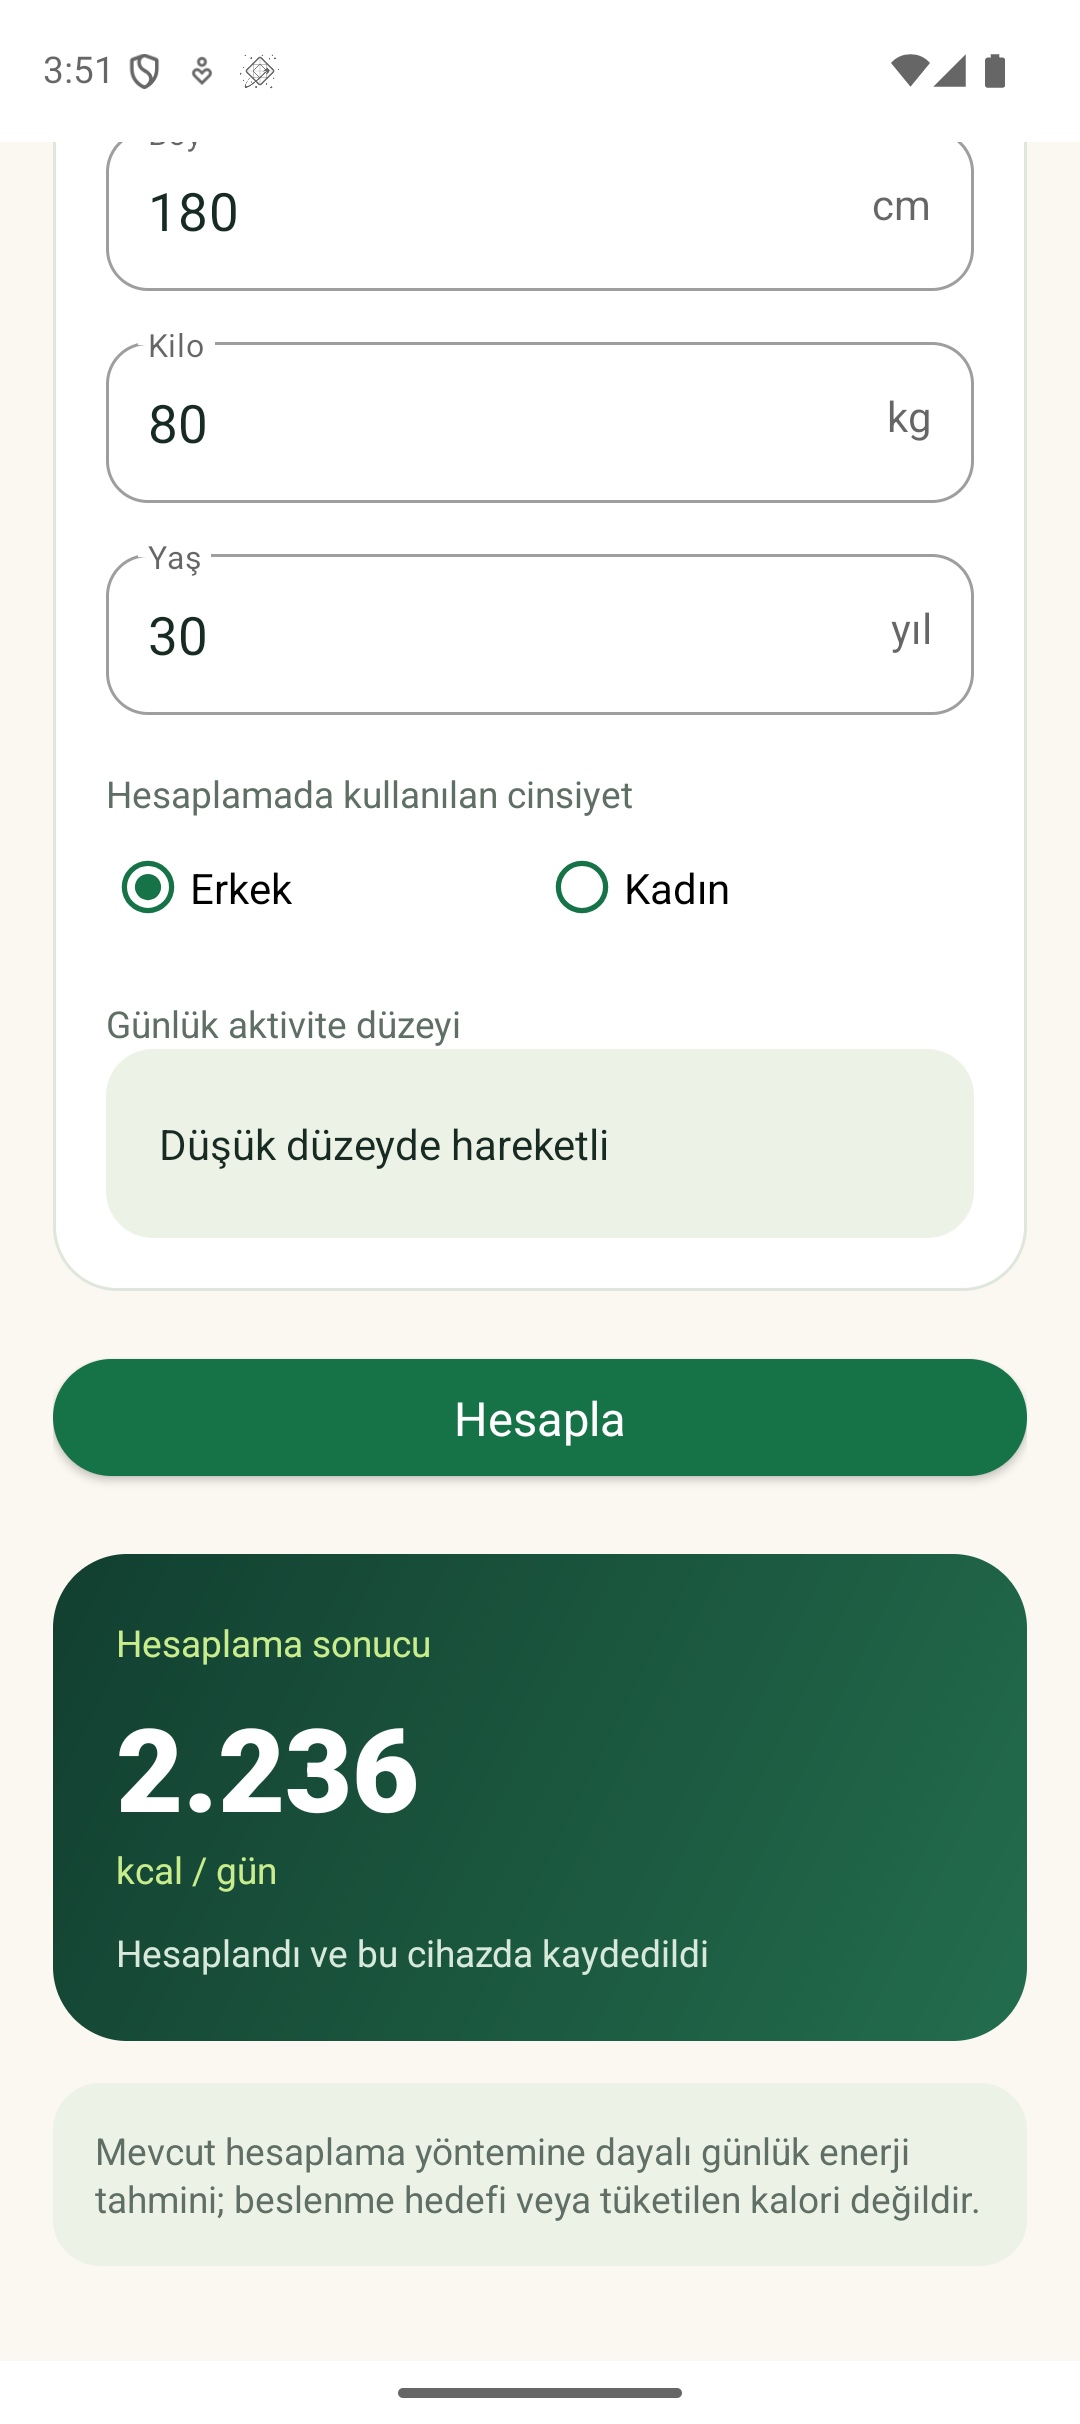 3:51
180
cm
Kilo
80
kg
Yaş
30
yıl
Hesaplamada kullanılan cinsiyet
Erkek
Kadın
Günlük aktivite düzeyi
Düşük düzeyde hareketli
Hesapla
Hesaplama sonucu
2.236
kcal / gün
Hesaplandı ve bu cihazda kaydedildi
Mevcut hesaplama yöntemine dayalı günlük enerji
tahmini; beslenme hedefi veya tüketilen kalori değildir.